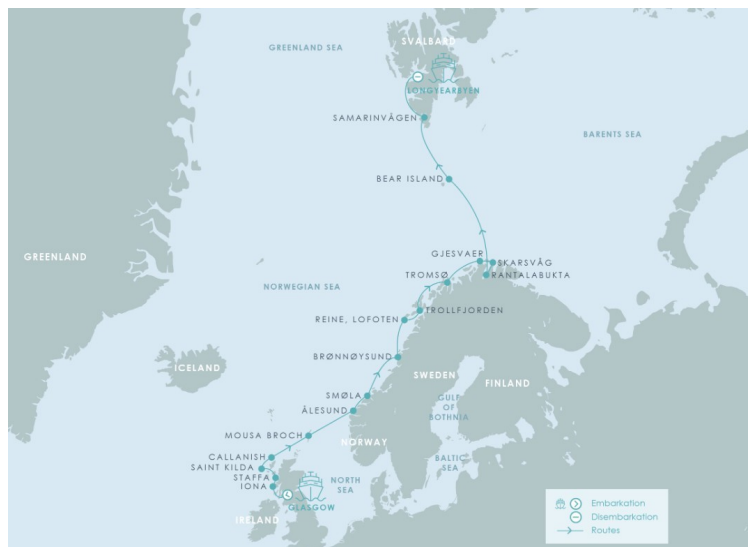 GREENLAND SEA
SVALBARD
LONGYEARBYEN
SAMARINVÅGEN
BARENTS SEA
BEAR ISLAND
GREENLAND
GJESVAER
SKARSVÅG
TROMSØ
RANTALABUKTA
NORWEGIAN SEA
TROLLFJORDEN
REINE, LOFOTEN
BRØNNØYSUND
ICELAND
SWEDEN
FINLAND
SMØLA
GULF
OF
BOTHNIA
ÅLESUND
MOUSA BROCH
NORWAY
CALLANISH
BALTIC
SEA
SAINT KILDA
STAFFA
NORTH
SEA
IONA
GLASGOW
IRELAND
Embarkation
Disembarkation
Routes